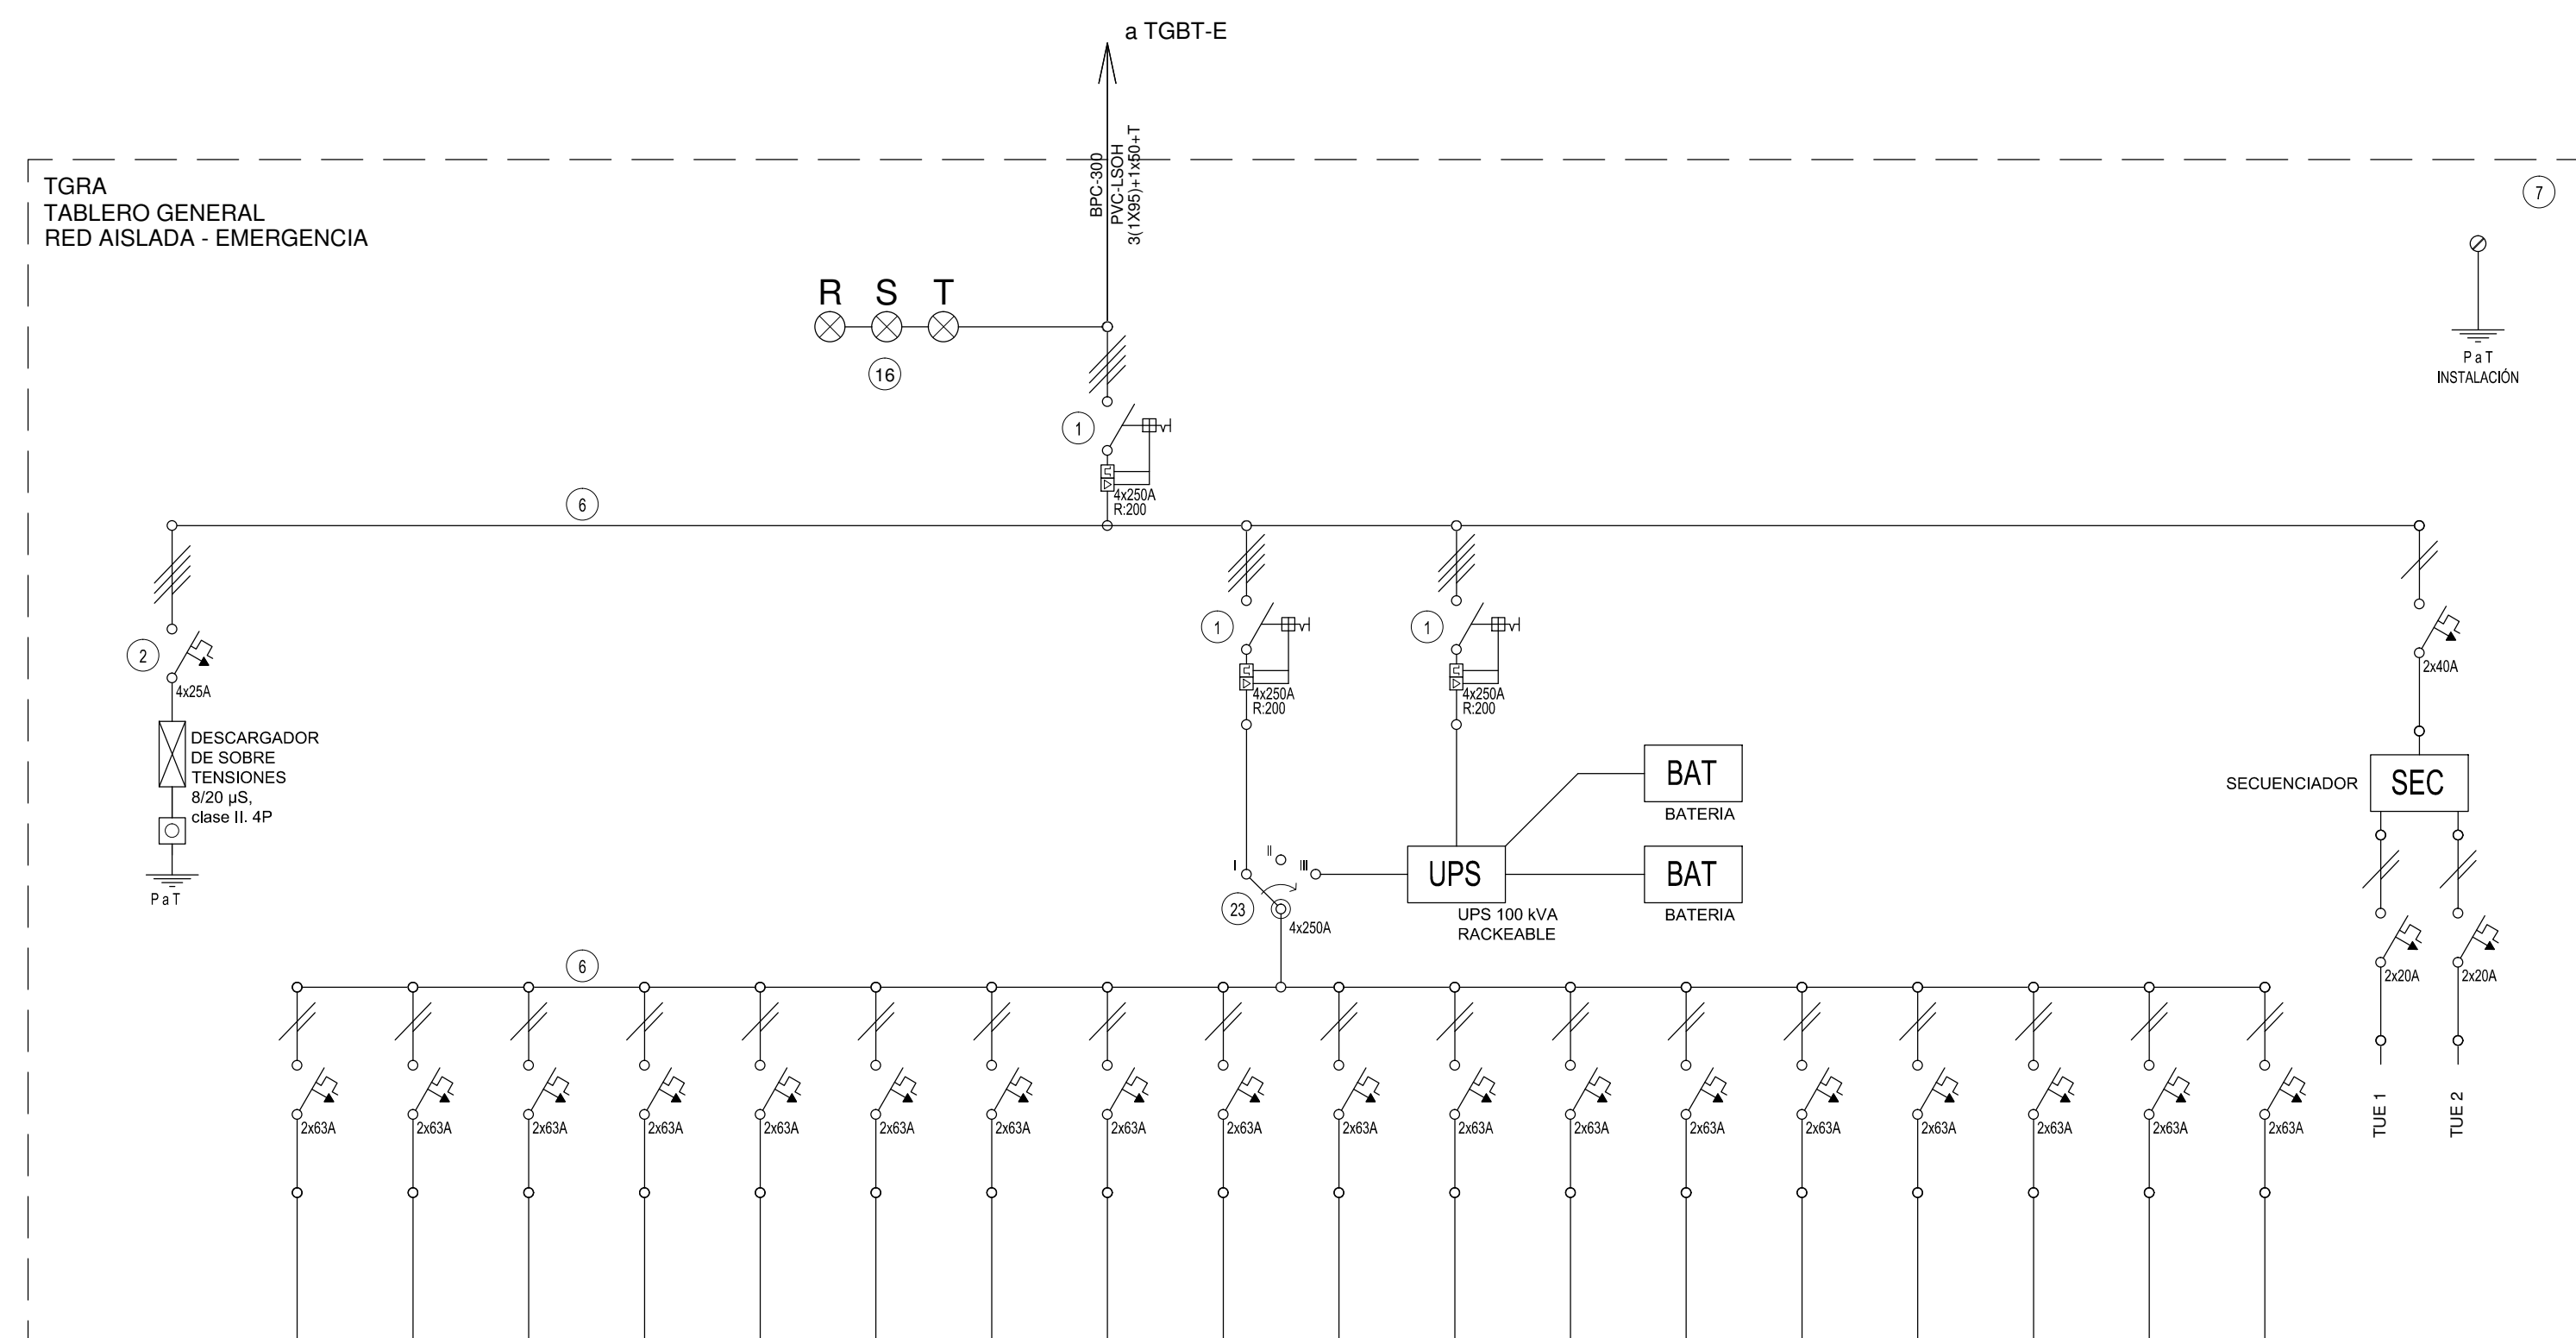 a TGBT-E
BPC-300
PVC-LSOH
3(1X95)+1x50+T
TGRA
TABLERO GENERAL
RED AISLADA - EMERGENCIA
7
R S T
16
P a T
INSTALACIÓN
1
4x250A
R:200
6
2
4x25A
DESCARGADOR
DE SOBRE
TENSIONES
8/20 µS,
clase II. 4P
P a T
1
4x250A
R:200
1
4x250A
R:200
2x40A
BAT
BATERIA
SECUENCIADOR
SEC
I II III
UPS
BAT
BATERIA
UPS 100 kVA
RACKEABLE
23
4x250A
2x20A 2x20A
TUE 1
TUE 2
6
2x63A 2x63A 2x63A 2x63A 2x63A 2x63A 2x63A 2x63A 2x63A 2x63A 2x63A 2x63A 2x63A 2x63A 2x63A 2x63A 2x63A 2x63A